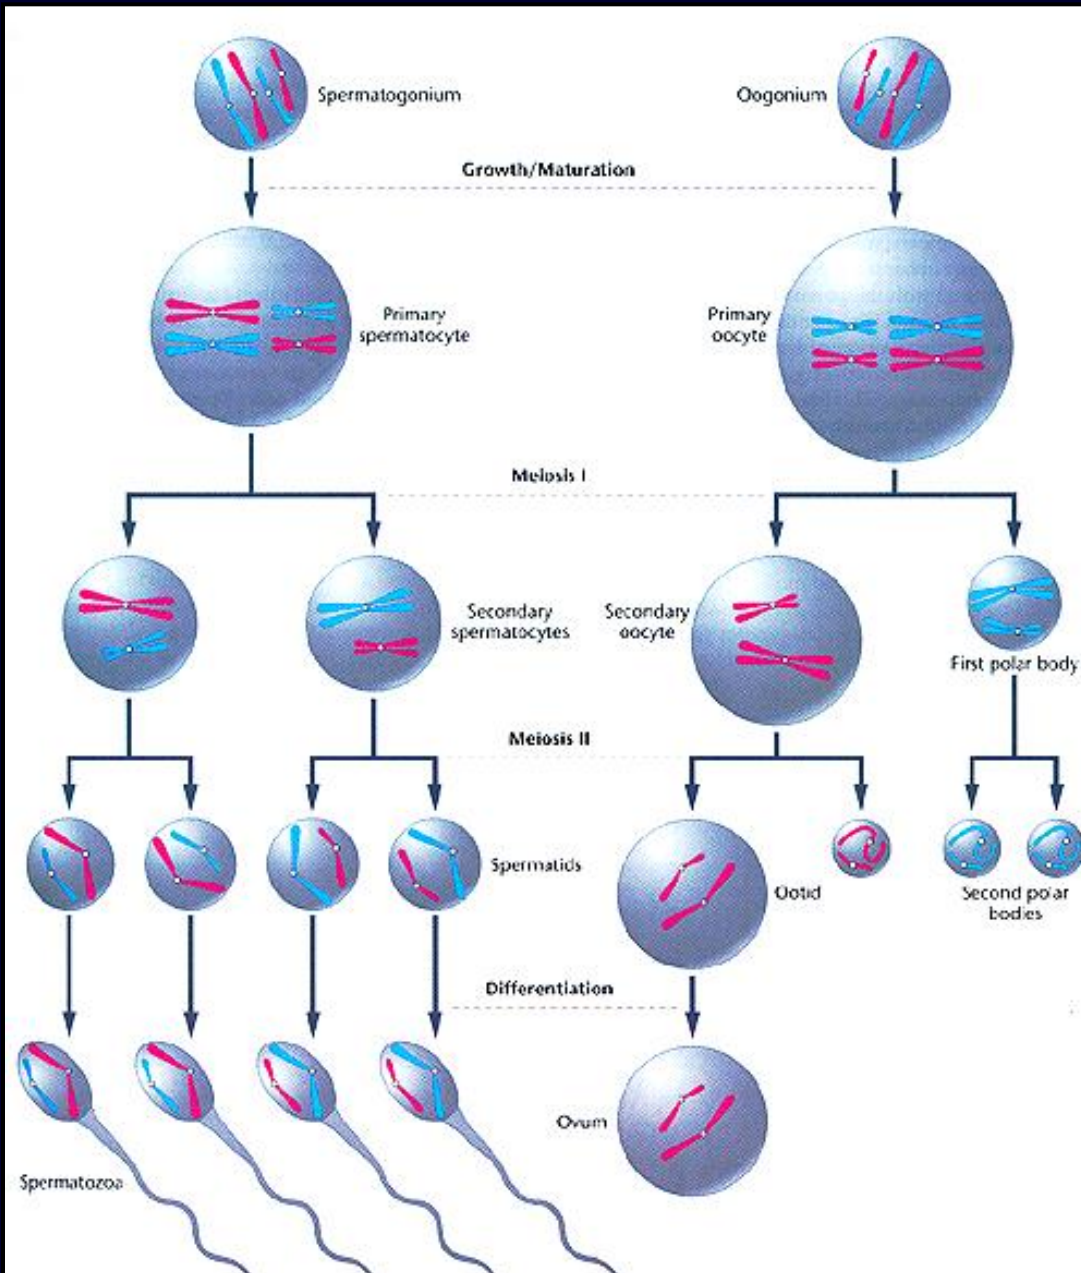 Spermatogonium
Oogonium
Growth/Maturation
Primary
spermatocyte
Primary
oocyte
Meiosis I
Secondary
spermatocytes
Secondary
oocyte
First polar body
Meiosis II
Spermatids
Ootid
Second polar
bodies
Differentiation
Ovum
Spermatozoa